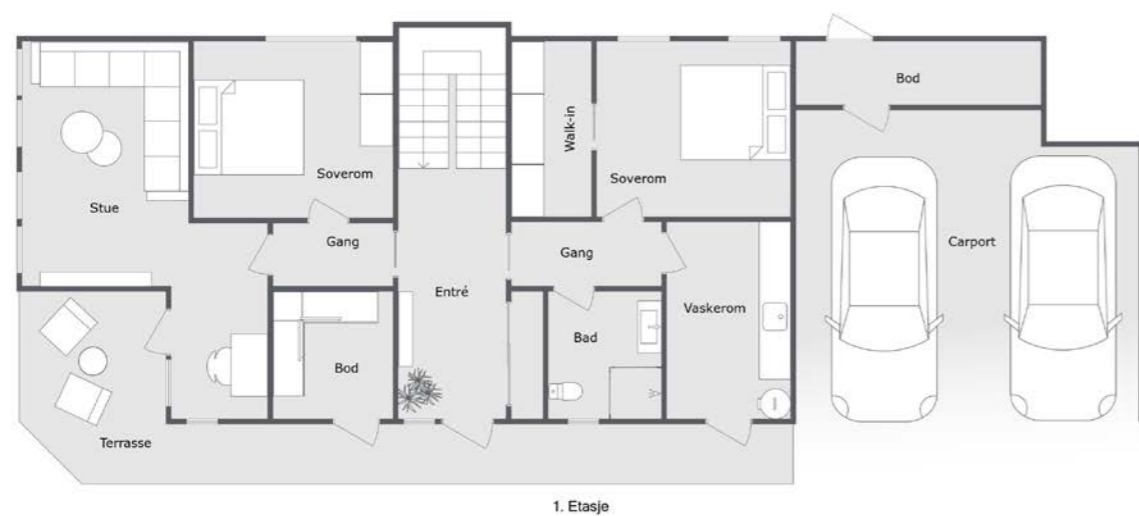 Bod
Walk-in
Soverom
Soverom
Stue
Gang
Gang
Carport
Entré
Vaskerom
Bad
Bod
Terrasse
1. Etasje